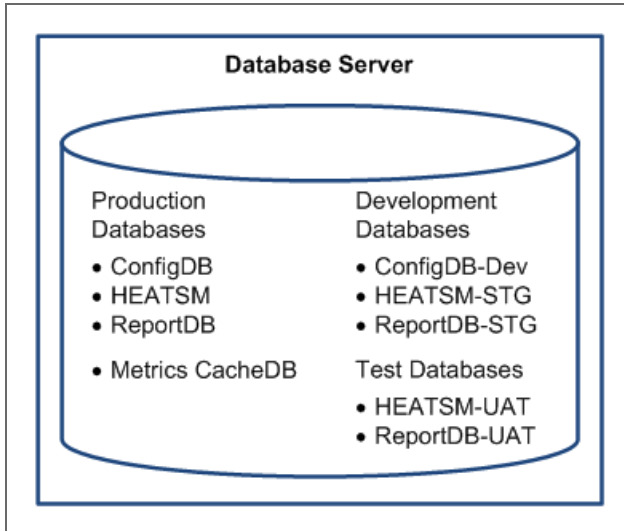 Database Server
Production
Databases
• ConfigDB
• HEATSM
• ReportDB
• Metrics CacheDB
Development
Databases
• ConfigDB-Dev
• HEATSM-STG
• ReportDB-STG
Test Databases
• HEATSM-UAT
• ReportDB-UAT